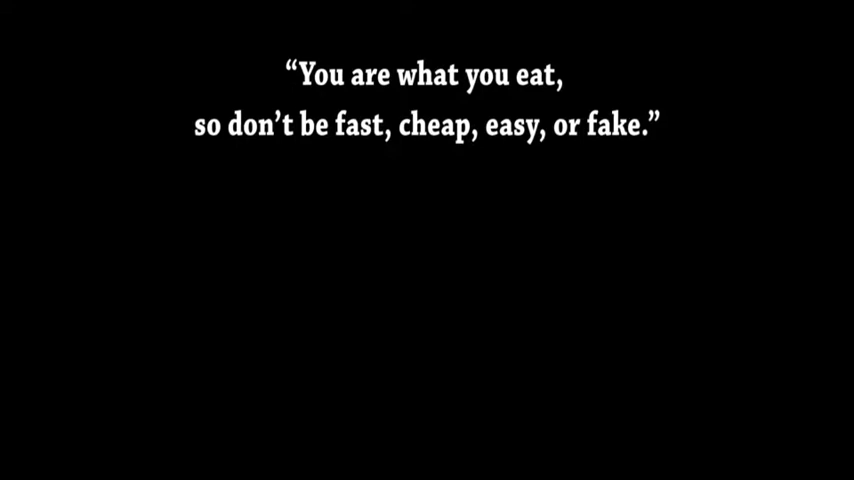 “You are what you eat,
so don’t be fast, cheap, easy, or fake.”